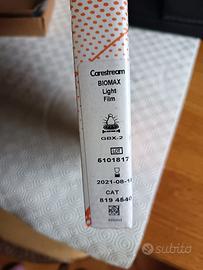 Carestream
BIOMAX
Light
Film
GBX-2
LOT
6101817
2021-08-1
CAT
819 4540
subito